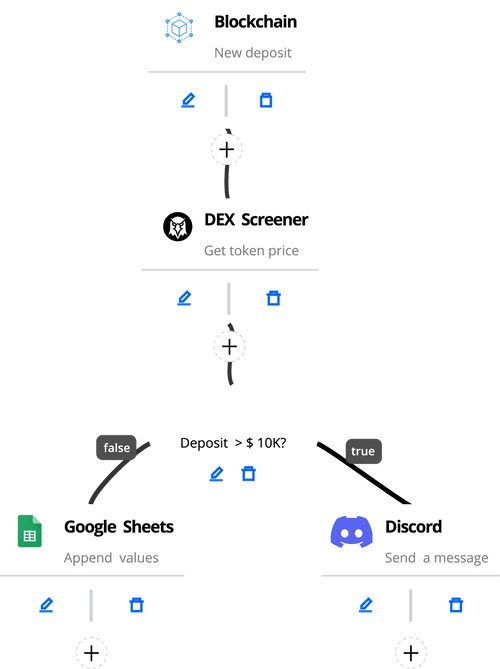 Blockchain
New deposit
DEX Screener
Get token price
Deposit > $ 10K?
false
true
Google Sheets
Append values
Discord
Send a message